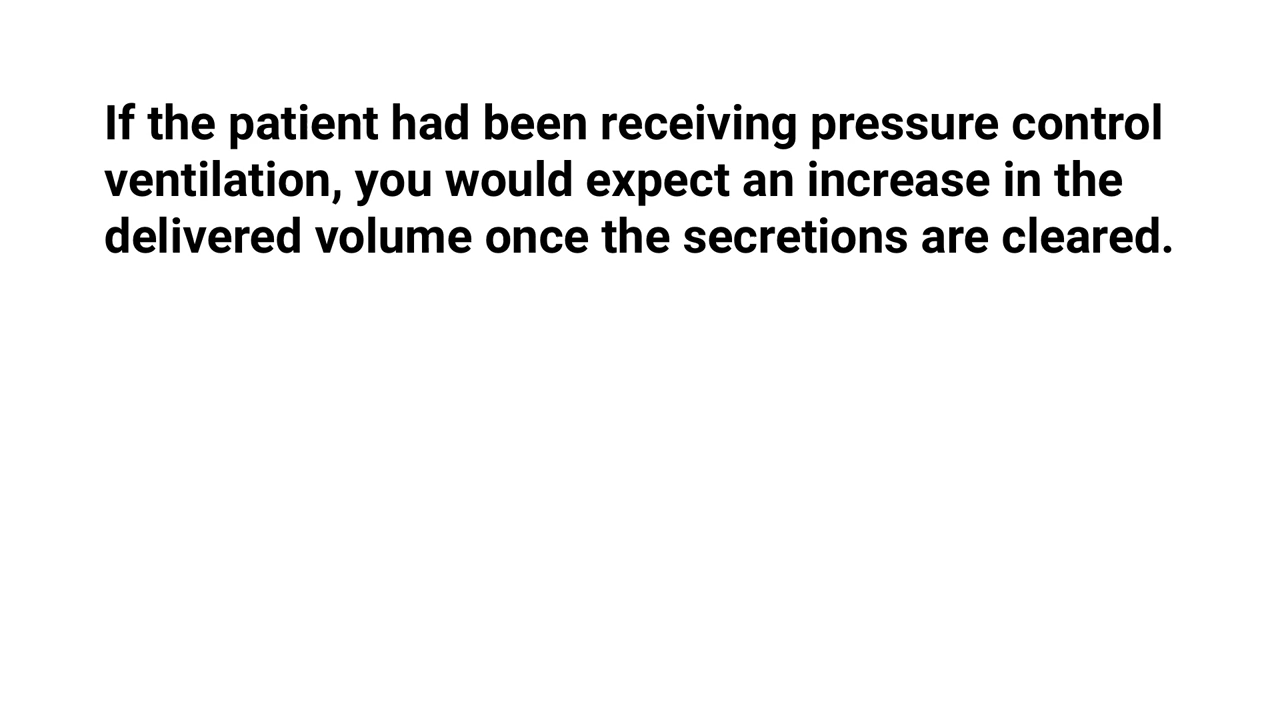 If the patient had been receiving pressure control
ventilation, you would expect an increase in the
delivered volume once the secretions are cleared.